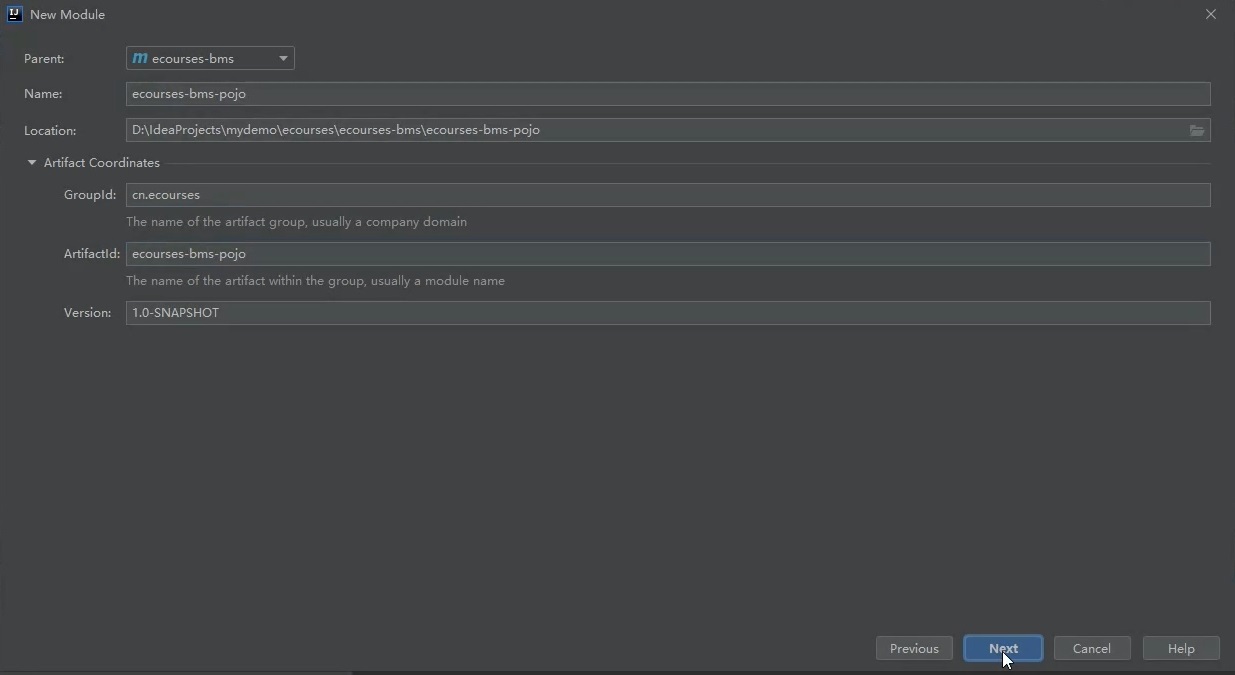 IJ New Module
Parent: m ecourses-bms
Name: ecourses-bms-pojo
Location: D:\IdeaProjects\mydemo\ecourses\ecourses-bms\ecourses-bms-pojo
Artifact Coordinates
GroupId: cn.ecourses
The name of the artifact group, usually a company domain
ArtifactId: ecourses-bms-pojo
The name of the artifact within the group, usually a module name
Version: 1.0-SNAPSHOT
Previous Next Cancel Help